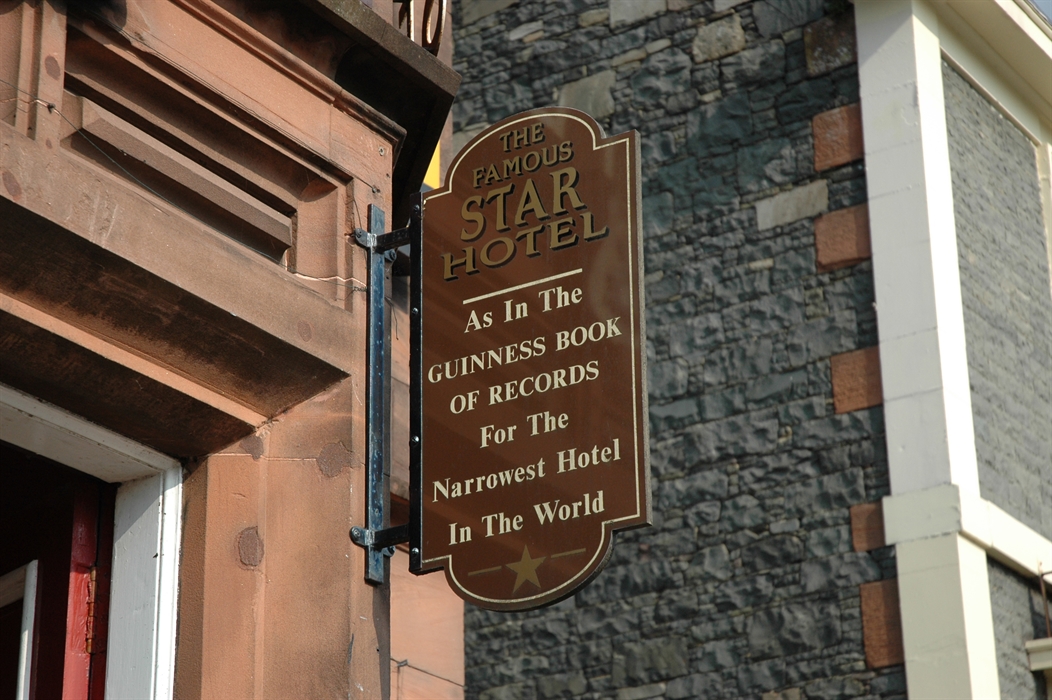 THE
FAMOUS
STAR
HOTEL
As In The
GUINNESS BOOK
OF RECORDS
For The
Narrowest Hotel
In The World